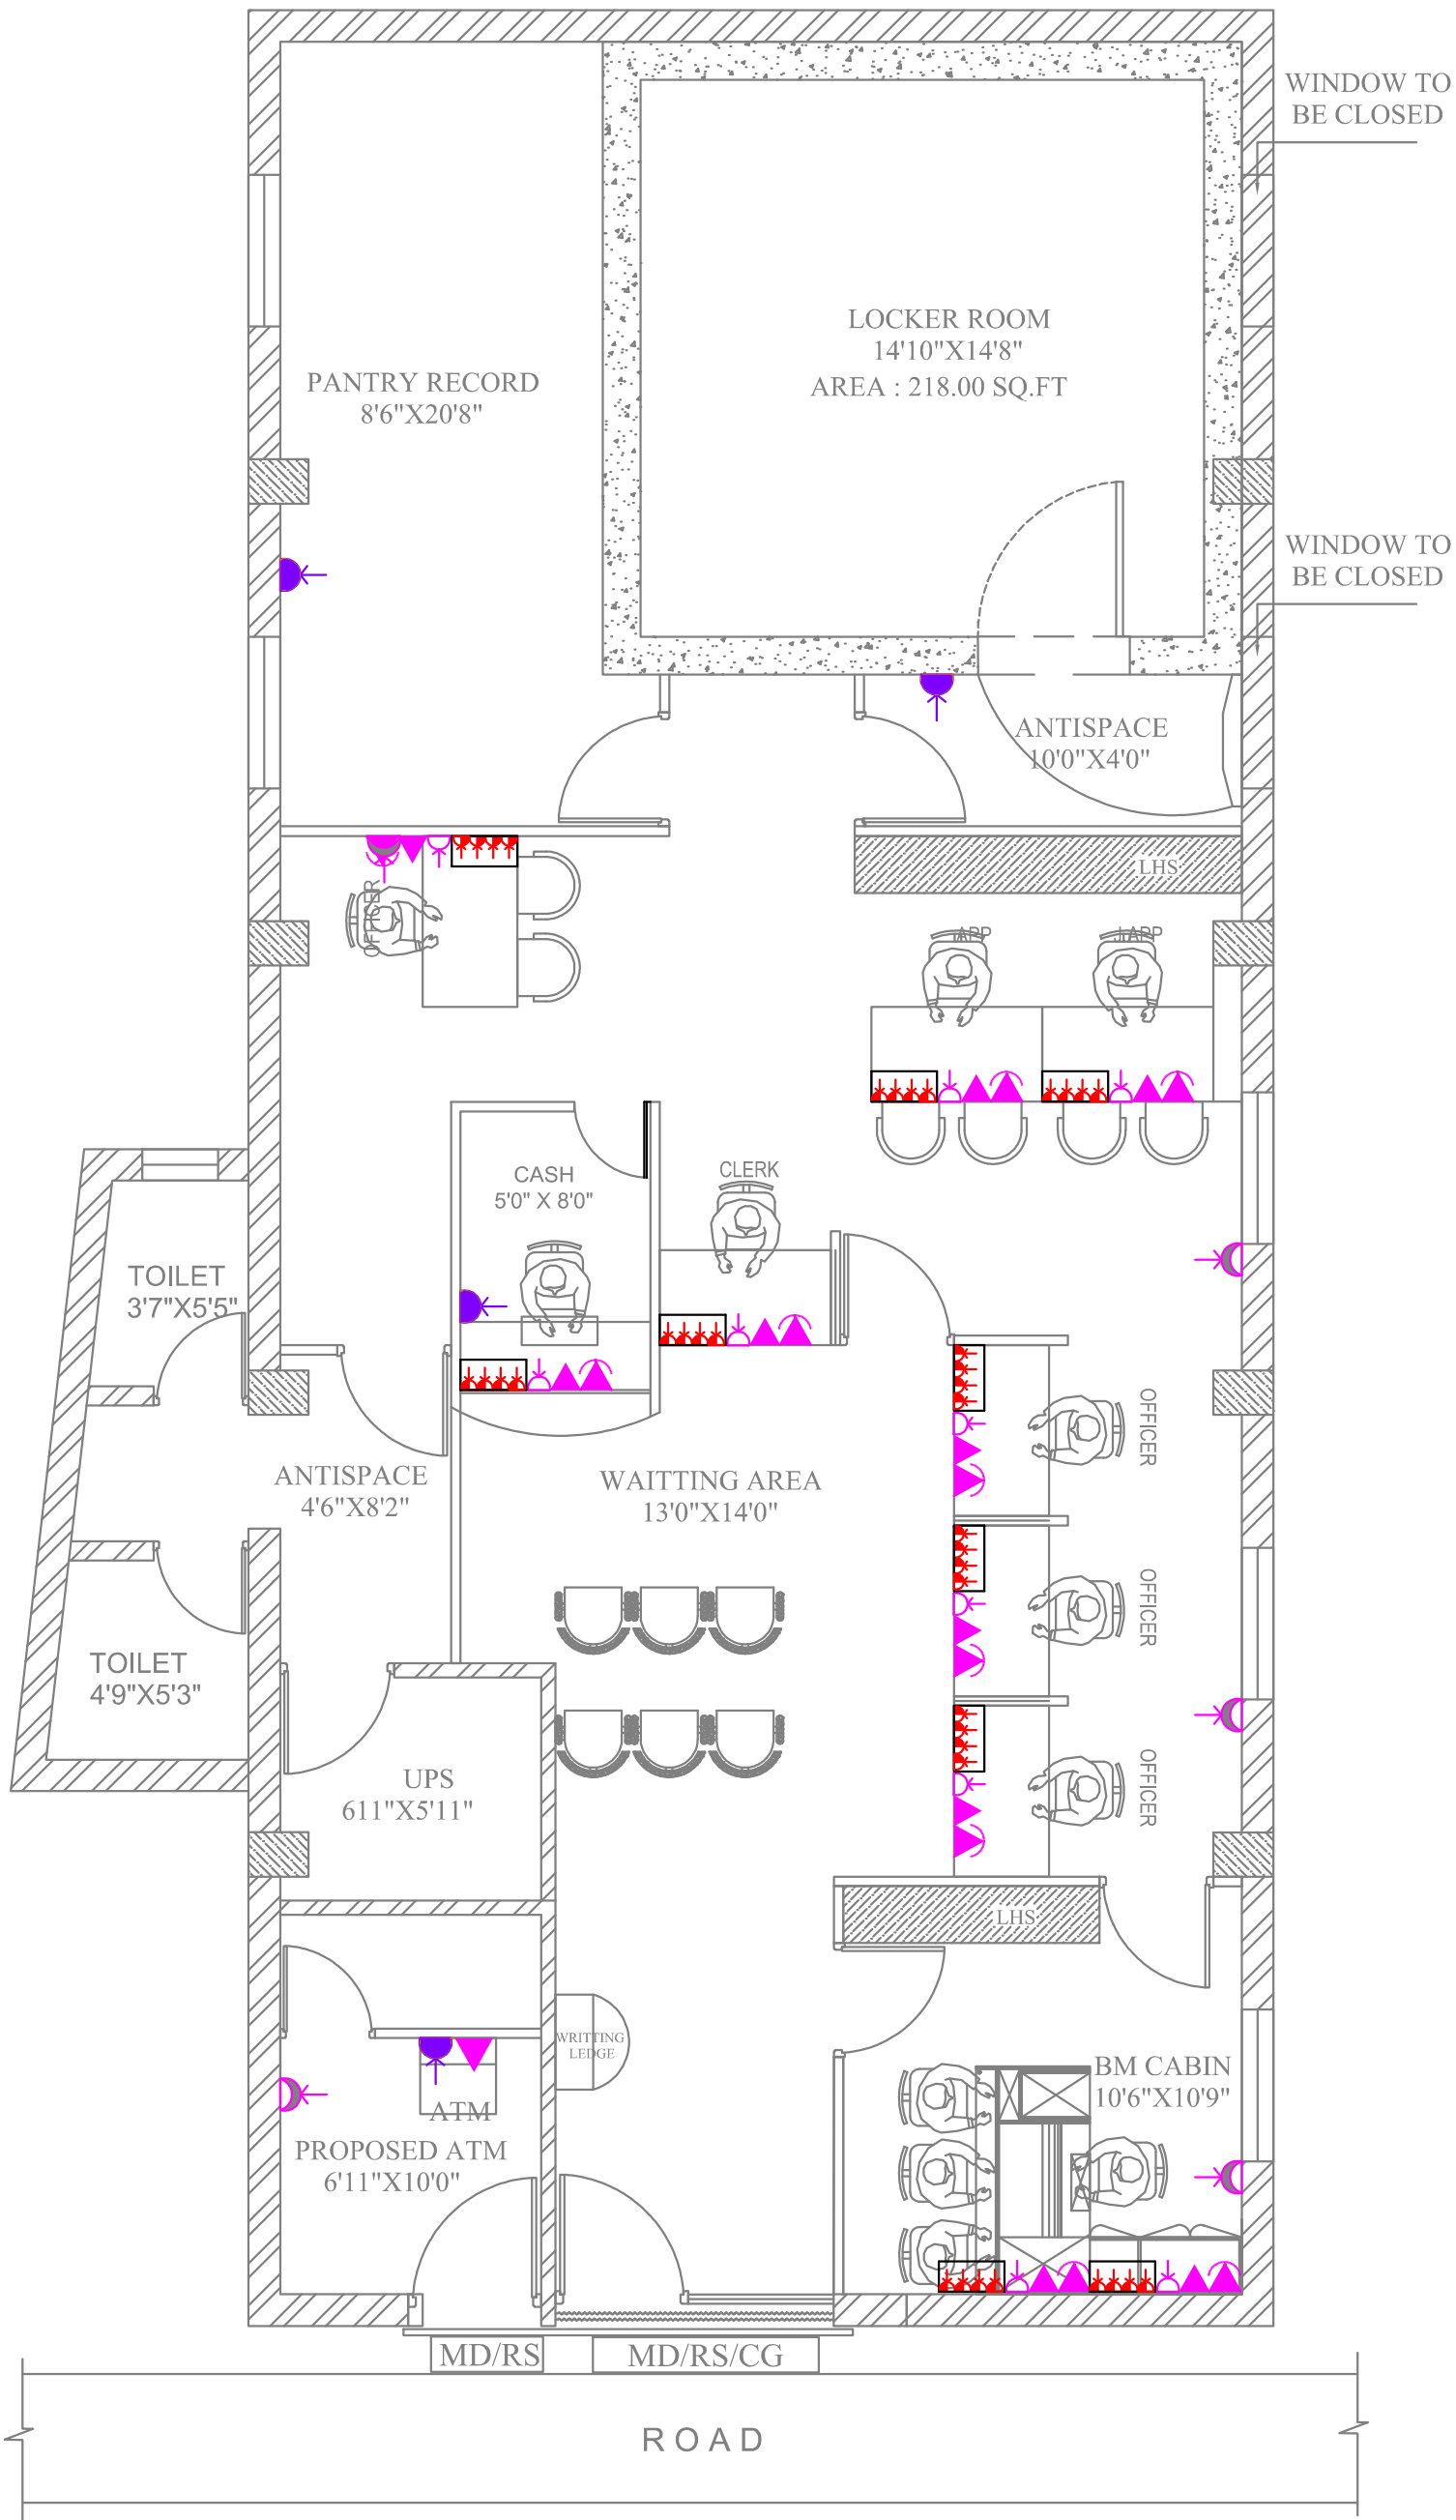 WINDOW TO
BE CLOSED
LOCKER ROOM
14'10"X14'8"
AREA : 218.00 SQ.FT
PANTRY RECORD
8'6"X20'8"
WINDOW TO
BE CLOSED
ANTISPACE
10'0"X4'0"
LHS
OFFICER
CASH
5'0" X 8'0"
CLERK
TOILET
3'7"X5'5"
OFFICER
ANTISPACE
4'6"X8'2"
WAITTING AREA
13'0"X14'0"
OFFICER
TOILET
4'9"X5'3"
UPS
611"X5'11"
OFFICER
LHS
WRITTING
LEDGE
BM CABIN
10'6"X10'9"
ATM
PROPOSED ATM
6'11"X10'0"
MD/RS
MD/RS/CG
ROAD